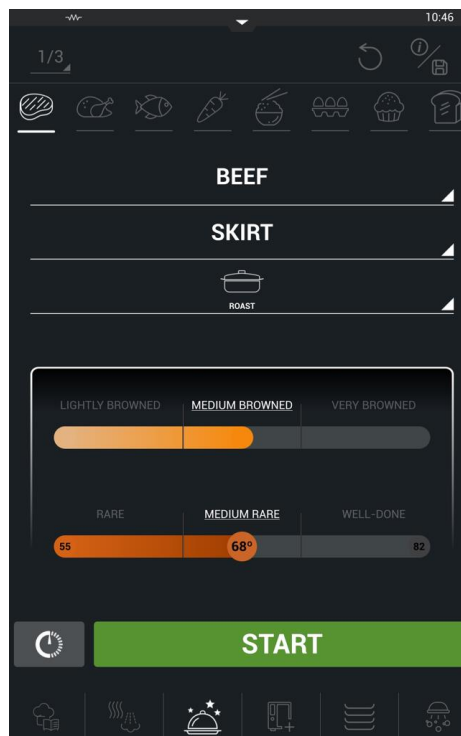 10:46
1/3
BEEF
SKIRT
ROAST
LIGHTLY BROWNED MEDIUM BROWNED VERY BROWNED
RARE MEDIUM RARE WELL-DONE
55 68° 82
START